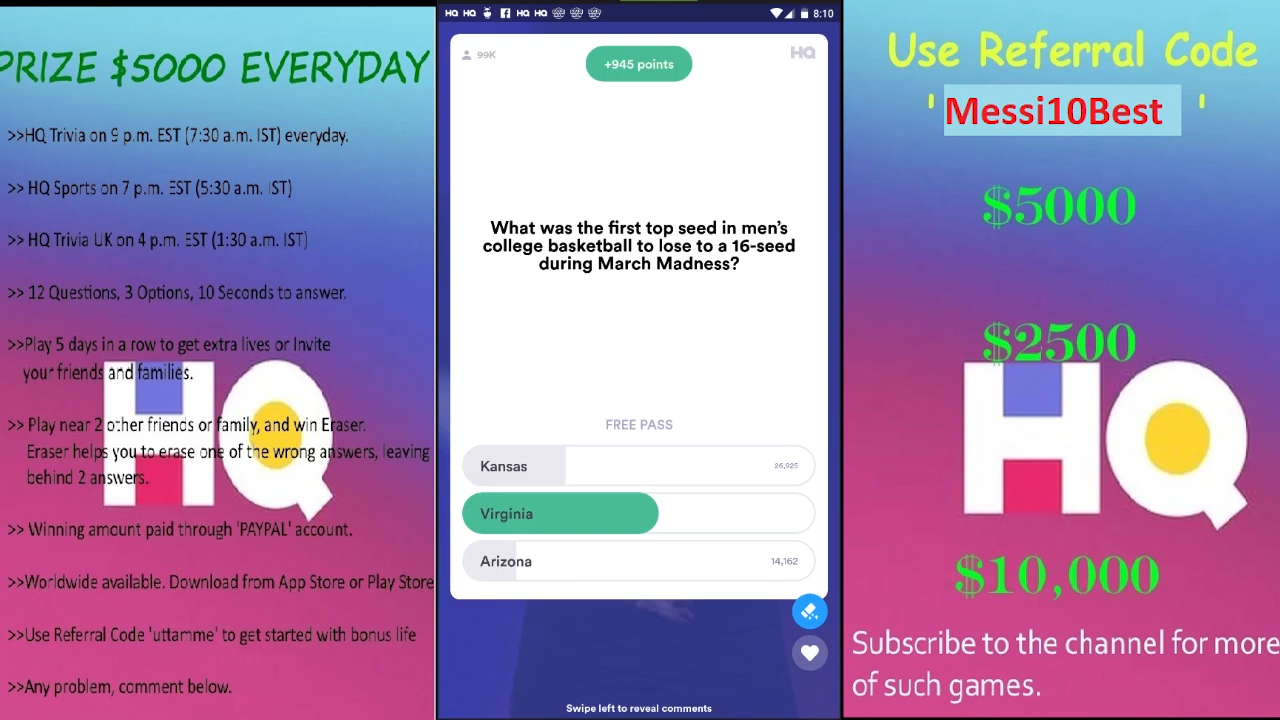 PRIZE $5000 EVERYDAY
>>HQ Trivia on 9 p.m. EST (7:30 a.m. IST) everyday.
>> HQ Sports on 7 p.m. EST (5:30 a.m. IST)
>> HQ Trivia UK on 4 p.m. EST (1:30 a.m. IST)
>> 12 Questions, 3 Options, 10 Seconds to answer.
>>Play 5 days in a row to get extra lives or Invite
your friends and families.
>> Play near 2 other friends or family, and win Eraser.
Eraser helps you to erase one of the wrong answers, leaving
behind 2 answers.
>> Winning amount paid through 'PAYPAL' account.
>>Worldwide available. Download from App Store or Play Store
>>Use Referral Code 'uttamme' to get started with bonus life
>>Any problem, comment below.
HQ
HQ HQ HQ HQ 8:10
99K
+945 points
HQ
What was the first top seed in men's
college basketball to lose to a 16-seed
during March Madness?
FREE PASS
Kansas 26,925
Virginia
Arizona 14,162
Swipe left to reveal comments
Use Referral Code
' Messi10Best '
$5000
$2500
HQ
$10,000
Subscribe to the channel for more
of such games.